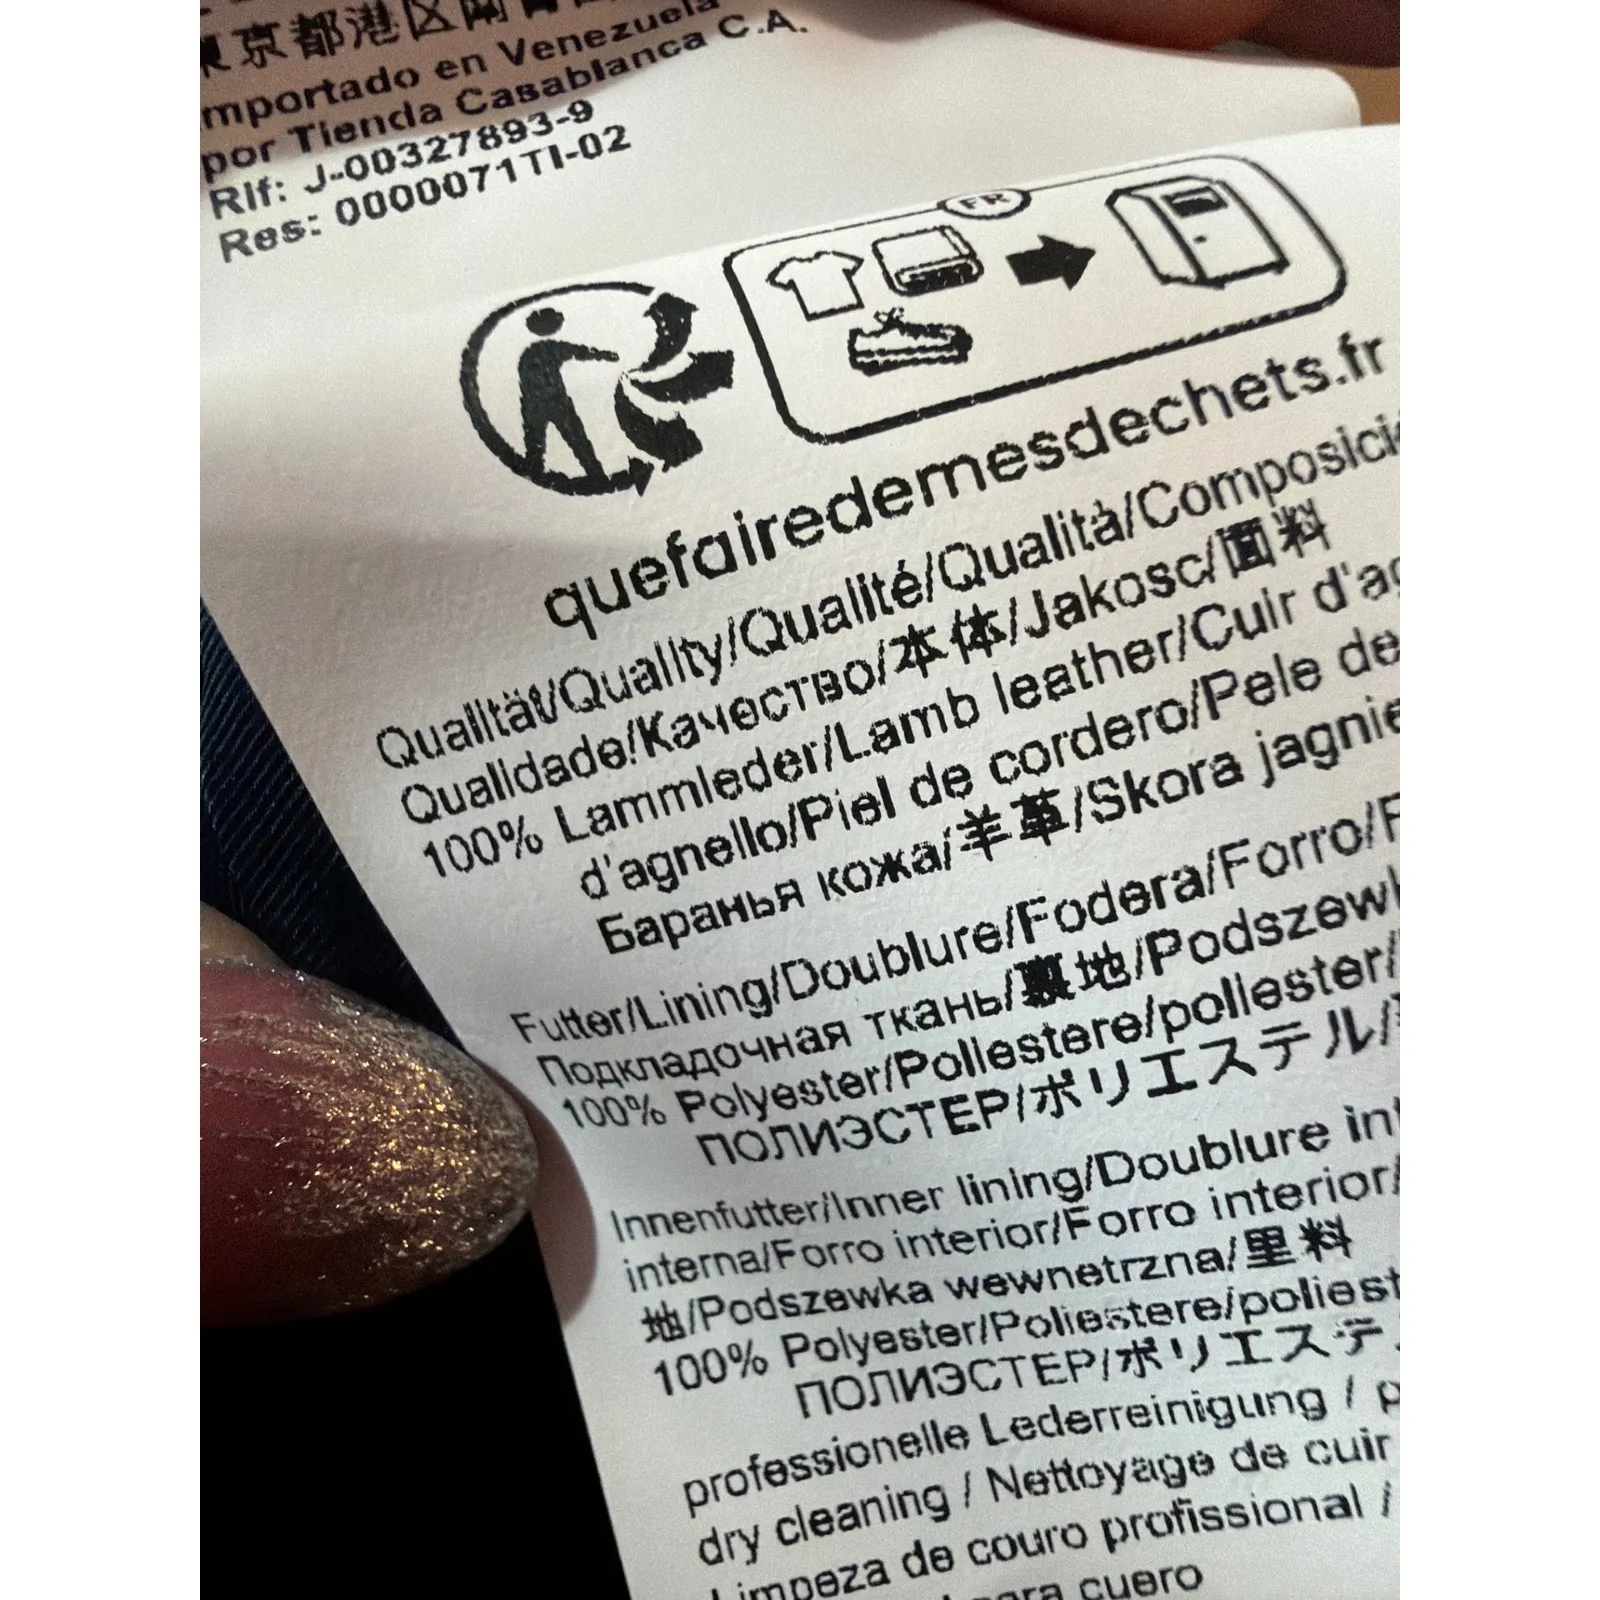 東京都港区南青
mportado en Venezuela
por Tienda Casablanca C.A.
Rif: J-00327893-9
Res: 0000071TI-02
FR
quefairedemesdechets.fr
Qualität/Quality/Qualité/Qualità/Composici
Qualidade/Качество/本体/Jakosc/面料
100% Lammleder/Lamb leather/Cuir d'ag
d'agnello/Piel de cordero/Pele de
Баранья кожа/羊革/Skora jagnie
Futter/Lining/Doublure/Fodera/Forro/F
Подкладочная ткань/裏地/Podszewk
100% Polyester/Poliestere/poliester/
ПОЛИЭСТЕР/ポリエステル/
Innenfutter/Inner lining/Doublure int
interna/Forro interior/Forro interior/
地/Podszewka wewnetrzna/里料
100% Polyester/Poliestere/poliest
ПОЛИЭСТЕР/ポリエステ
professionelle Lederreinigung / p
dry cleaning / Nettoyage de cuir
Limpeza de couro profissional /
para cuero